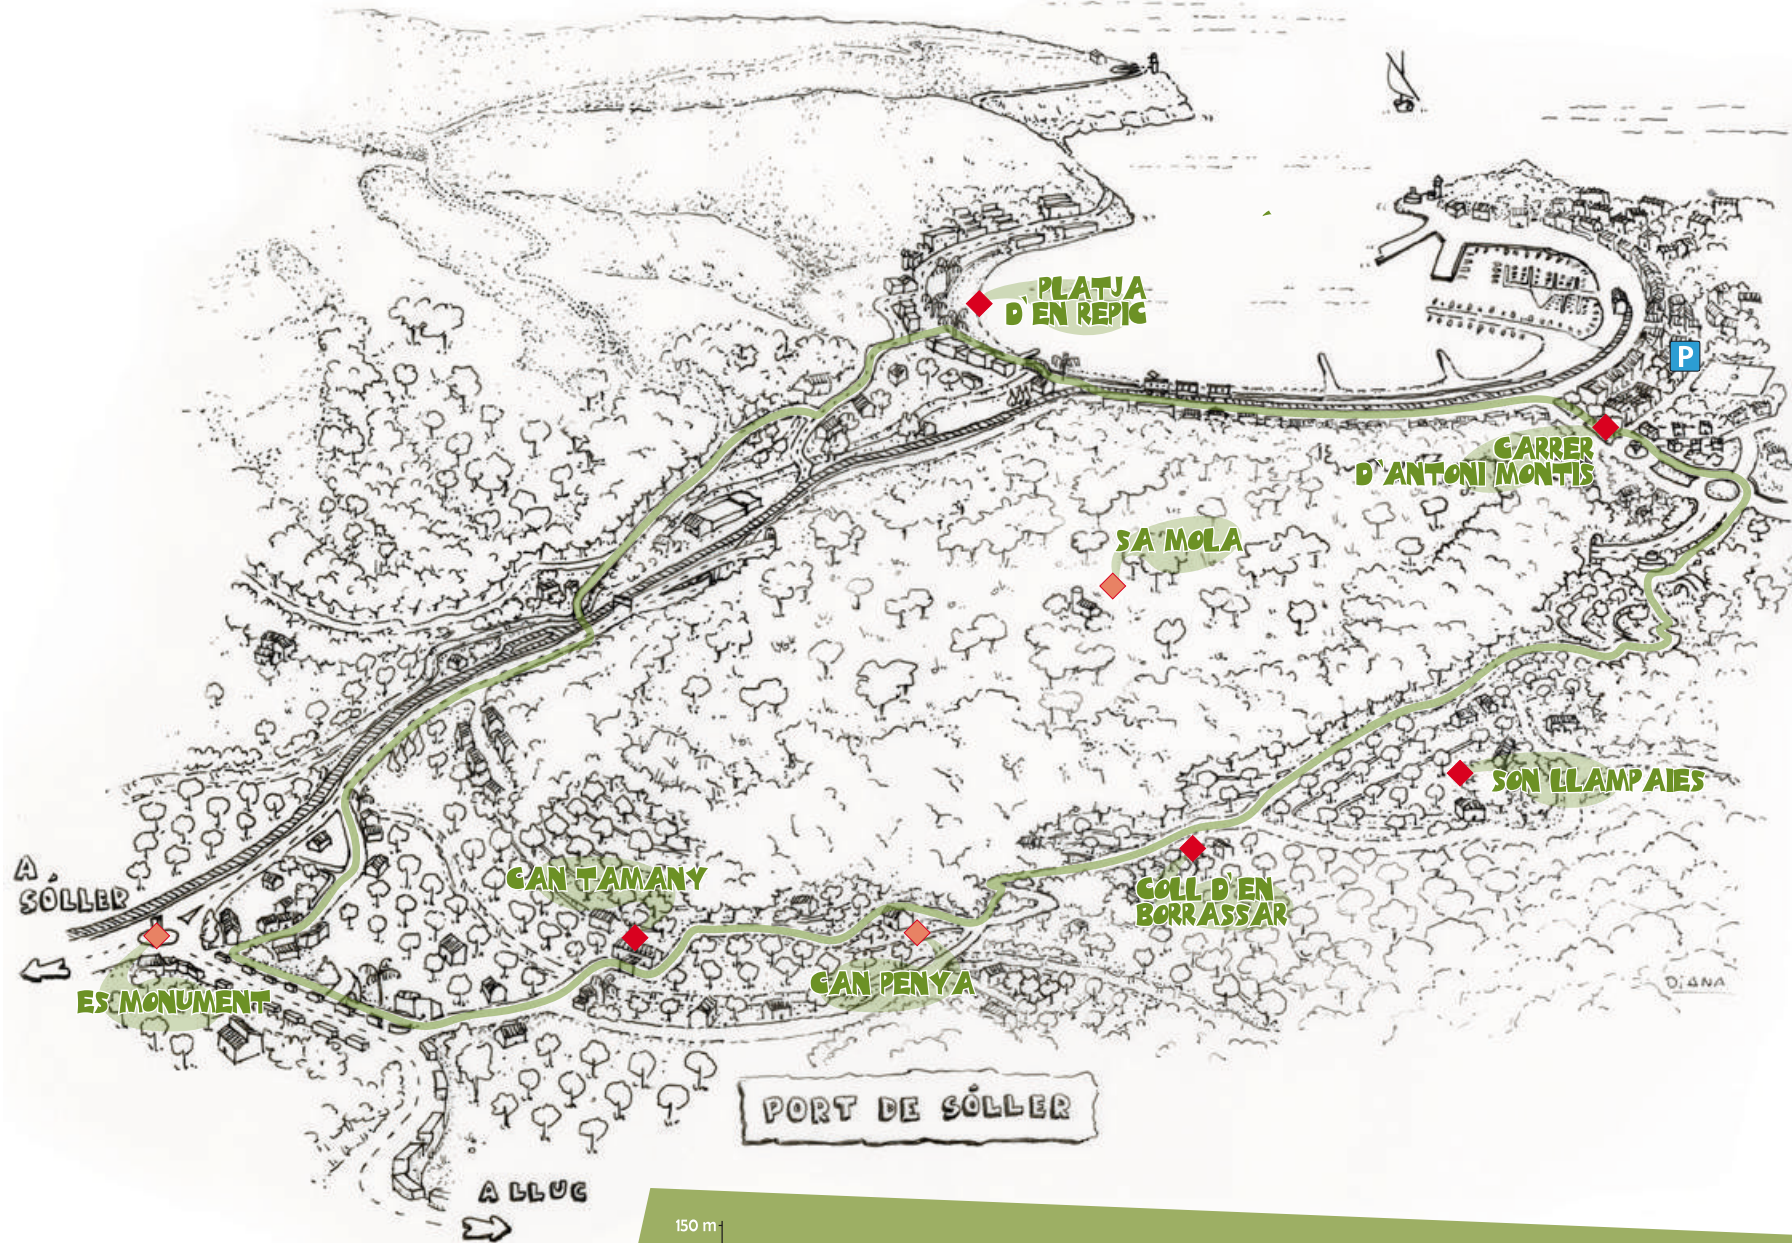 PLATJA
D'EN REPIC
P
CARRER
D'ANTONI MONTIS
SA MOLA
SON LLAMPAIES
A
SÓLLER
CAN TAMANY
COLL D'EN
BORRASSAR
CAN PENYA
ES MONUMENT
DIANA
PORT DE SÓLLER
A LLUC
150 m